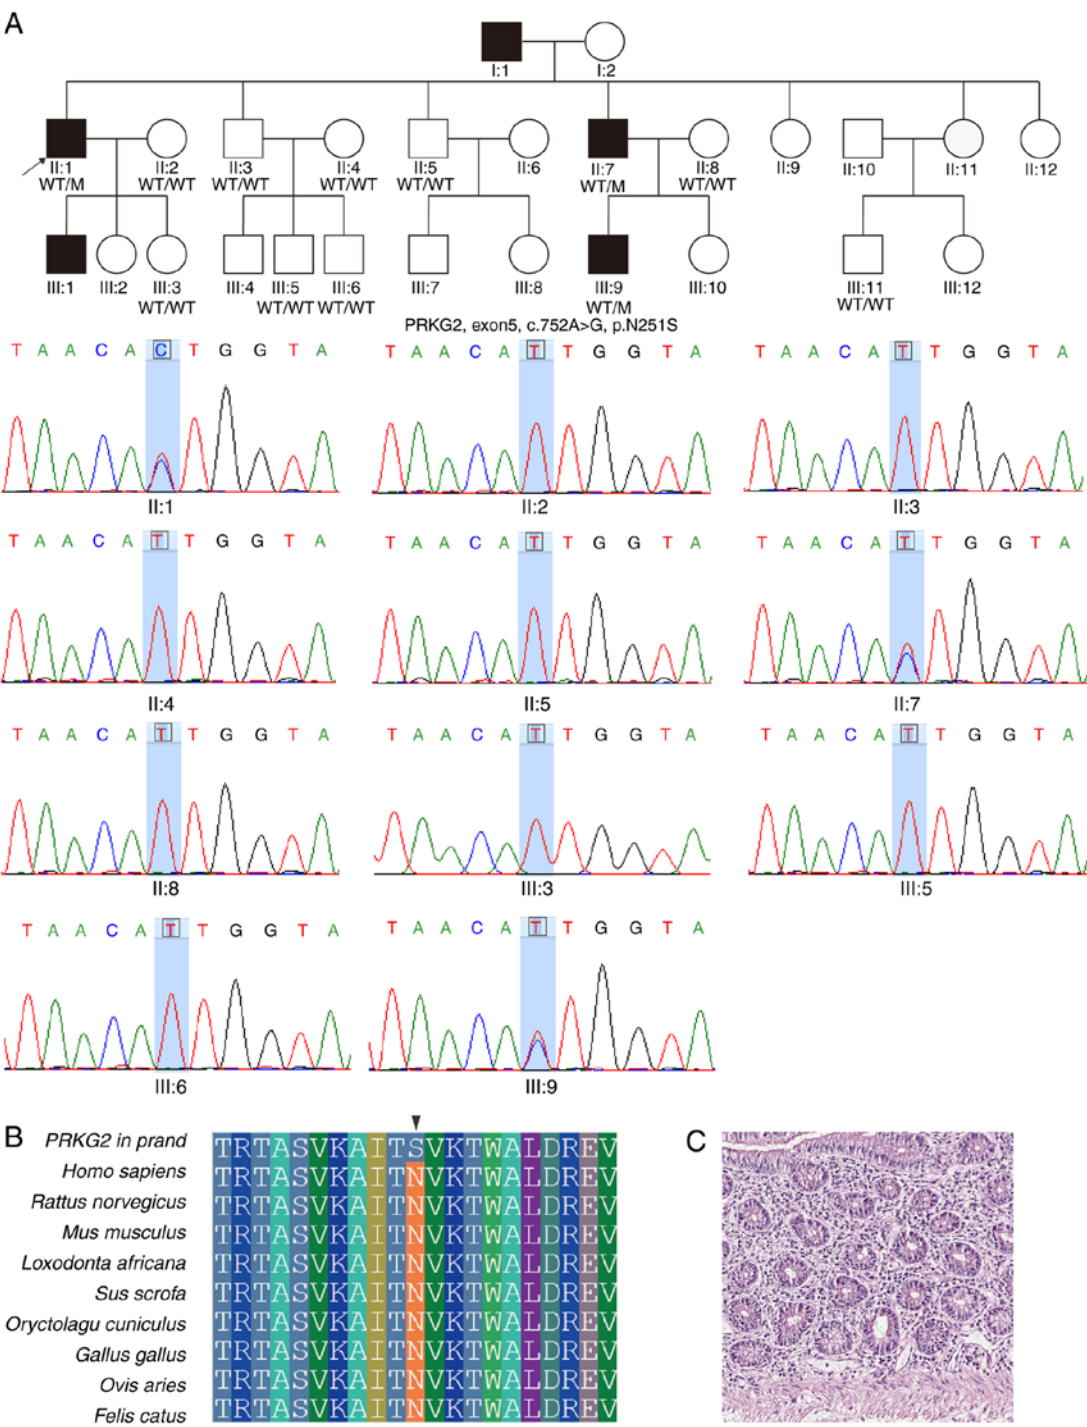 A
I:1 I:2
II:1 II:2 II:3 II:4 II:5 II:6 II:7 II:8 II:9 II:10 II:11 II:12
WT/M WT/WT WT/WT WT/WT WT/WT WT/M WT/WT
III:1 III:2 III:3 III:4 III:5 III:6 III:7 III:8 III:9 III:10 III:11 III:12
WT/WT WT/WT WT/WT WT/M WT/WT
PRKG2, exon5, c.752A>G, p.N251S
T A A C A C T G G T A T A A C A T T G G T A T A A C A T T G G T A
II:1 II:2 II:3
T A A C A T T G G T A T A A C A T T G G T A T A A C A T T G G T A
II:4 II:5 II:7
T A A C A T T G G T A T A A C A T T G G T A T A A C A T T G G T A
II:8 III:3 III:5
T A A C A T T G G T A T A A C A T T G G T A
III:6 III:9
B C
PRKG2 in prand TRTASVKAITSVKTWALDREV
Homo sapiens TRTASVKAITNVKTWALDREV
Rattus norvegicus TRTASVKAITNVKTWALDREV
Mus musculus TRTASVKAITNVKTWALDREV
Loxodonta africana TRTASVKAITNVKTWALDREV
Sus scrofa TRTASVKAITNVKTWALDREV
Oryctolagu cuniculus TRTASVKAITNVKTWALDREV
Gallus gallus TRTASVKAITNVKTWALDREV
Ovis aries TRTASVKAITNVKTWALDREV
Felis catus TRTASVKAITNVKTWALDREV